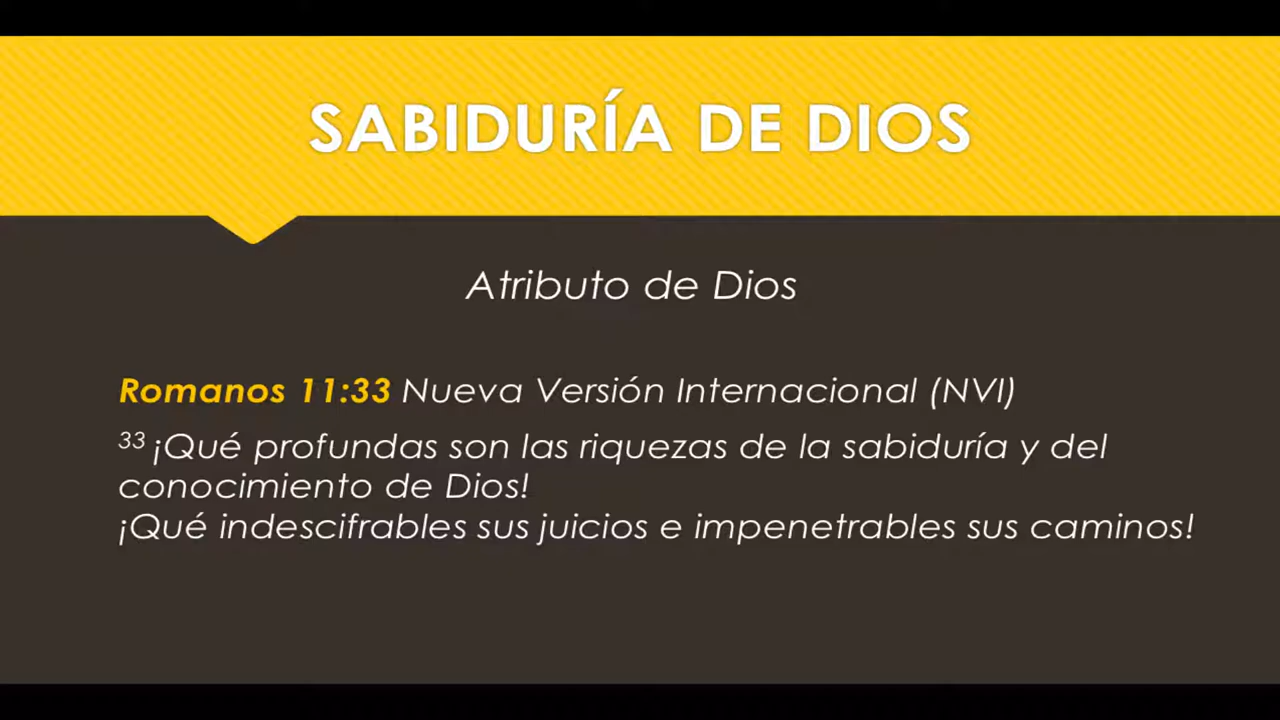 SABIDURÍA DE DIOS
Atributo de Dios
Romanos 11:33 Nueva Versión Internacional (NVI)
33 ¡Qué profundas son las riquezas de la sabiduría y del
conocimiento de Dios!
¡Qué indescifrables sus juicios e impenetrables sus caminos!